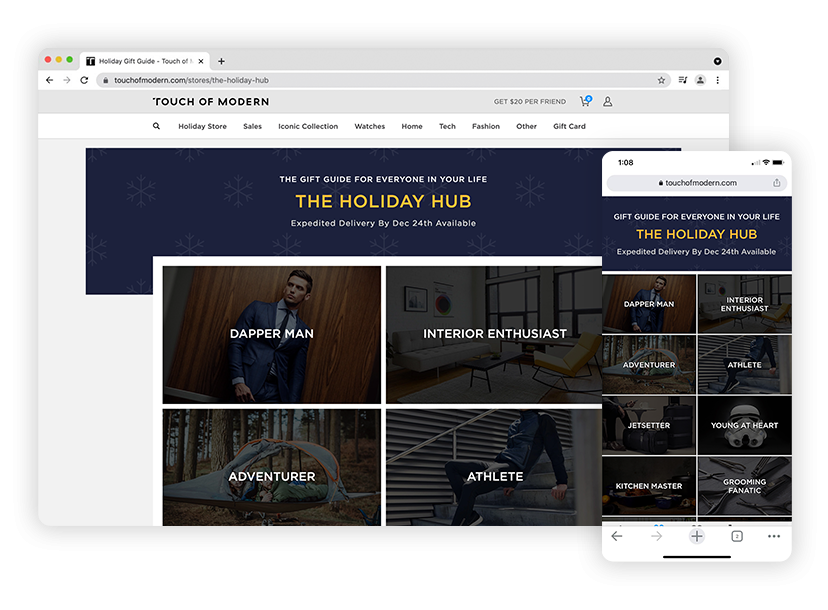 Holiday Gift Guide - Touch of M
touchofmodern.com/stores/the-holiday-hub
TOUCH OF MODERN
GET $20 PER FRIEND
Holiday Store Sales Iconic Collection Watches Home Tech Fashion Other Gift Card
THE GIFT GUIDE FOR EVERYONE IN YOUR LIFE
THE HOLIDAY HUB
Expedited Delivery By Dec 24th Available
DAPPER MAN
INTERIOR ENTHUSIAST
ADVENTURER
ATHLETE
1:08
touchofmodern.com
GIFT GUIDE FOR EVERYONE IN YOUR LIFE
THE HOLIDAY HUB
Expedited Delivery By Dec 24th Available
DAPPER MAN
INTERIOR
ENTHUSIAST
ADVENTURER
ATHLETE
JETSETTER
YOUNG AT HEART
KITCHEN MASTER
GROOMING
FANATIC
2